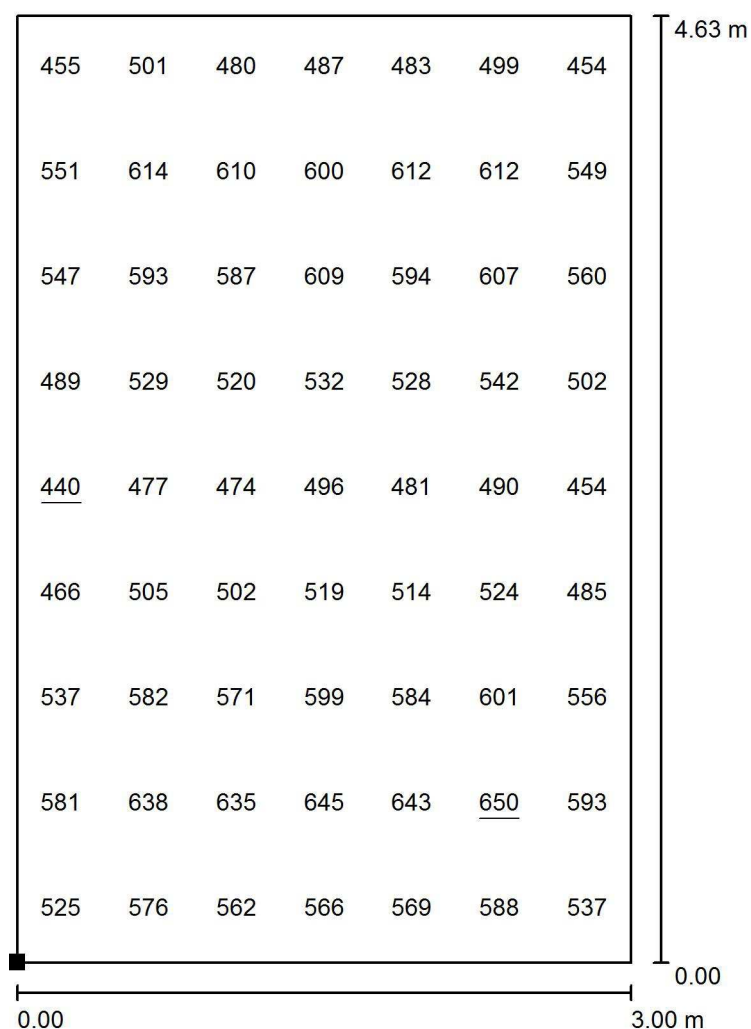 4.63 m
455 501 480 487 483 499 454
551 614 610 600 612 612 549
547 593 587 609 594 607 560
489 529 520 532 528 542 502
440 477 474 496 481 490 454
466 505 502 519 514 524 485
537 582 571 599 584 601 556
581 638 635 645 643 650 593
525 576 562 566 569 588 537
0.00
0.00 3.00 m